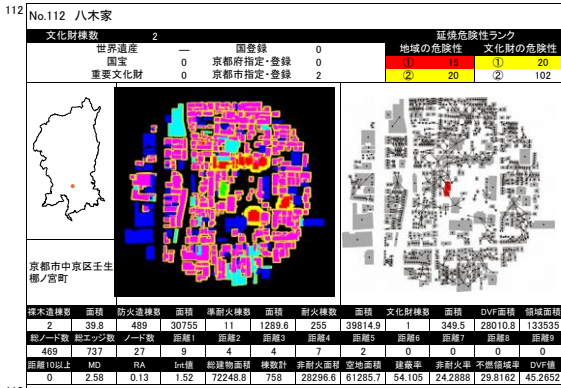 112
No.112 八木家
文化財棟数 2 延焼危険性ランク
世界遺産 ― 国登録 0 地域の危険性 文化財の危険性
国宝 0 京都府指定・登録 0 ① 15 ① 20
重要文化財 0 京都市指定・登録 2 ② 20 ② 102
京都市中京区壬生
梛ノ宮町
裸木造棟数 面積 防火造棟数 面積 準耐火棟数 面積 耐火棟数 面積 文化財棟数 面積 DVF面積 領域面積
2 39.8 489 30755 11 1289.6 255 39814.9 1 349.5 28010.8 133535
総ノード数 総エッジ数 ノード数 距離1 距離2 距離3 距離4 距離5 距離6 距離7 距離8 距離9
469 737 27 9 4 4 7 2 0 0 0 0
距離10以上 MD RA Int値 総建物面積 棟数計 非耐火面積 空地面積 建蔽率 非耐火率 不燃領域率 DVF値
0 2.58 0.13 1.52 72248.8 758 28296.6 61285.7 54.105 24.2888 29.8162 45.2652